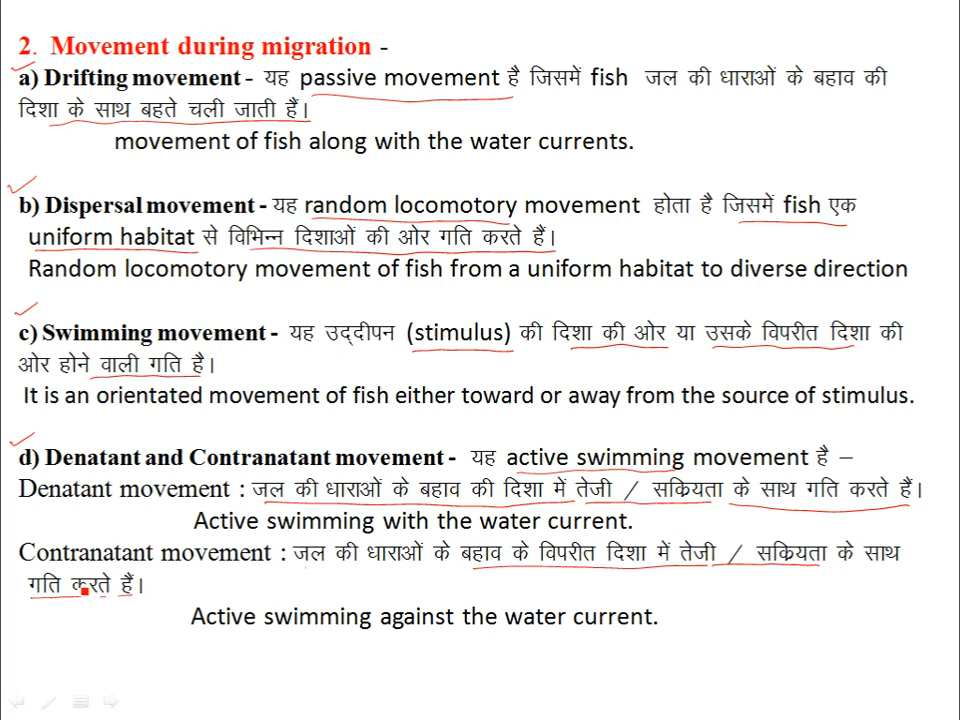 2. Movement during migration -
a) Drifting movement - यह passive movement है जिसमें fish जल की धाराओं के बहाव की
दिशा के साथ बहते चली जाती हैं।
movement of fish along with the water currents.
b) Dispersal movement - यह random locomotory movement होता है जिसमें fish एक
uniform habitat से विभिन्न दिशाओं की ओर गति करते हैं।
Random locomotory movement of fish from a uniform habitat to diverse direction
c) Swimming movement - यह उद्दीपन (stimulus) की दिशा की ओर या उसके विपरीत दिशा की
ओर होने वाली गति है।
It is an orientated movement of fish either toward or away from the source of stimulus.
d) Denatant and Contranatant movement - यह active swimming movement है –
Denatant movement : जल की धाराओं के बहाव की दिशा में तेजी / सक्रियता के साथ गति करते हैं।
Active swimming with the water current.
Contranatant movement : जल की धाराओं के बहाव के विपरीत दिशा में तेजी / सक्रियता के साथ
गति करते हैं।
Active swimming against the water current.